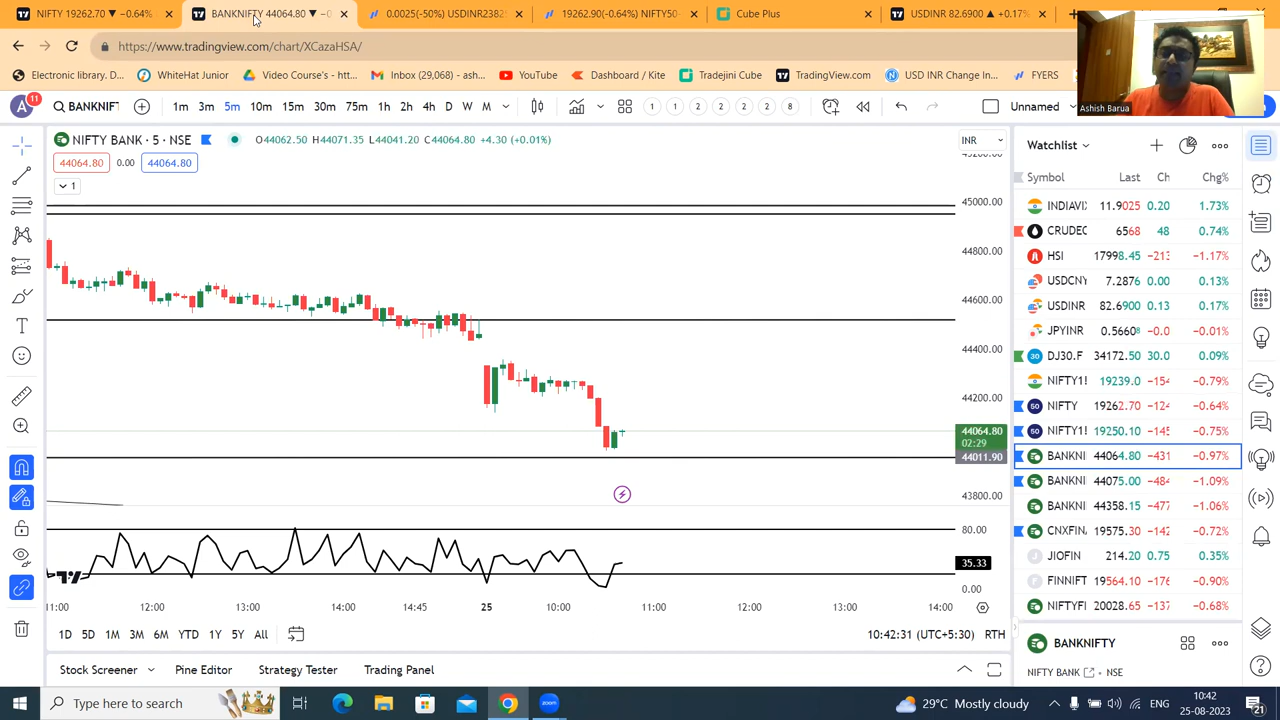 NIFTY 19262.70 ▼ −0.64%
BANKNIFTY 44064.80 ▼ −0
0.0025(-50%) USDINR2382
19262.90(-0.64%) NIFTY50-
Cube Plus
USDINR 82.6900 ▲ +0.17%
https://www.tradingview.com/chart/XCazaHSA/
Electronic library. D...
WhiteHat Junior
Video Course's - htt...
Inbox (29,068) - ash...
YouTube
Dashboard / Kite
Tradejini Cube
TradingView.com
USD INR Change In...
FYERS
Ashish Barua
A
11
BANKNIFT
1m 3m 5m 10m 15m 30m 75m 1h 2h 4h D W M
1 1 2 2 2 8
Unnamed
NIFTY BANK · 5 · NSE
O44062.50 H44071.35 L44041.20 C44064.80 +4.30 (+0.01%)
44064.80 0.00 44064.80
1
INR
45000.00
44800.00
44600.00
44400.00
44200.00
44064.80
02:29
44011.90
43800.00
80.00
35.33
0.00
11:00 12:00 13:00 14:00 14:45 25 10:00 11:00 12:00 13:00 14:00
1D 5D 1M 3M 6M YTD 1Y 5Y All
10:42:31 (UTC+5:30) RTH
Stock Screener
Pine Editor
Strategy Tester
Trading Panel
Watchlist
Symbol Last Ch Chg%
INDIAVI 11.9025 0.20 1.73%
CRUDEC 6568 48 0.74%
HSI 17998.45 −213 −1.17%
USDCNY 7.2876 0.00 0.13%
USDINR 82.6900 0.13 0.17%
JPYINR 0.5660⁸ −0.0 −0.01%
DJ30.F 34172.50 30.0 0.09%
NIFTY1! 19239.0 −154 −0.79%
50 NIFTY 19262.70 −124 −0.64%
50 NIFTY1! 19250.10 −145 −0.75%
BANKNI 44064.80 −431 −0.97%
BANKNI 44075.00 −484 −1.09%
BANKNI 44358.15 −477 −1.06%
CNXFIN 19575.30 −142 −0.72%
J JIOFIN 214.20 0.75 0.35%
FINNIFT 19564.10 −176 −0.90%
NIFTYFI 20028.65 −137 −0.68%
BANKNIFTY
NIFTY BANK • NSE
Type here to search
29°C Mostly cloudy
ENG
10:42
25-08-2023
21